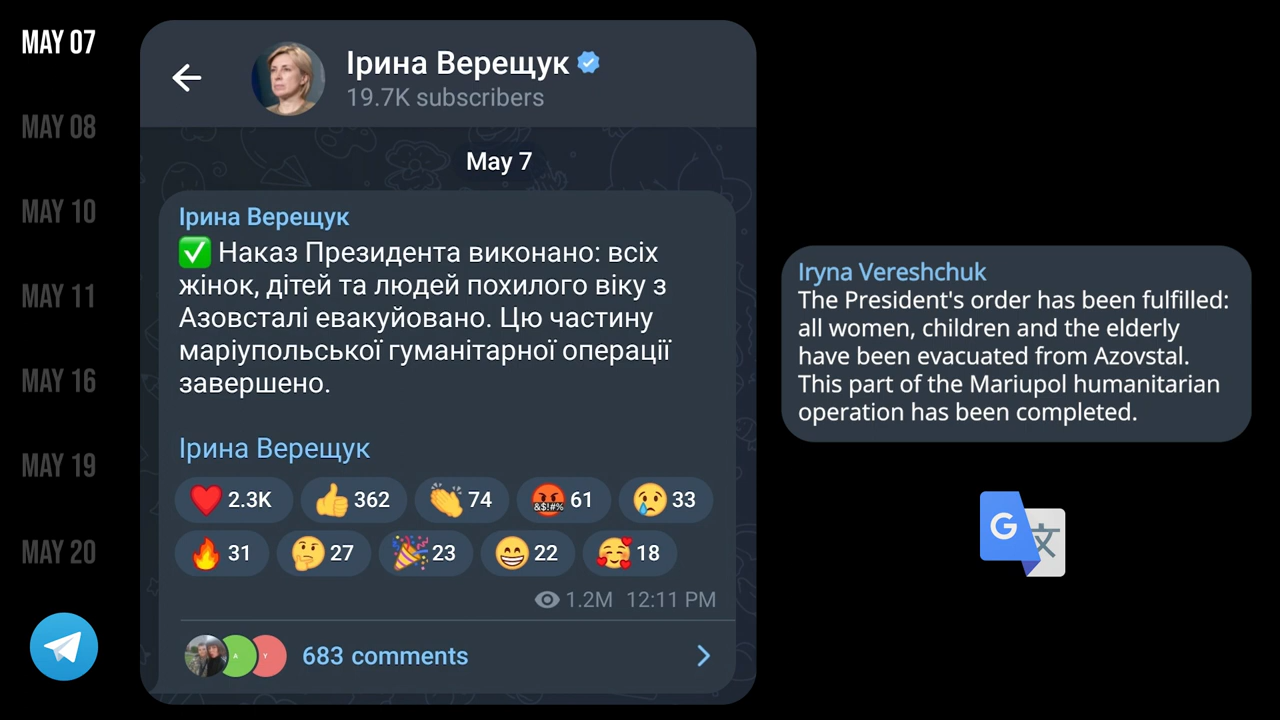 MAY 07
MAY 08
MAY 10
MAY 11
MAY 16
MAY 19
MAY 20
Ірина Верещук
19.7K subscribers
May 7
Ірина Верещук
✅ Наказ Президента виконано: всіх
жінок, дітей та людей похилого віку з
Азовсталі евакуйовано. Цю частину
маріупольської гуманітарної операції
завершено.
Ірина Верещук
❤️ 2.3K 👍 362 👏 74 🤬 61 😢 33
🔥 31 🤔 27 🎉 23 😁 22 🥰 18
1.2M 12:11 PM
A Y
683 comments
Iryna Vereshchuk
The President's order has been fulfilled:
all women, children and the elderly
have been evacuated from Azovstal.
This part of the Mariupol humanitarian
operation has been completed.
G 文